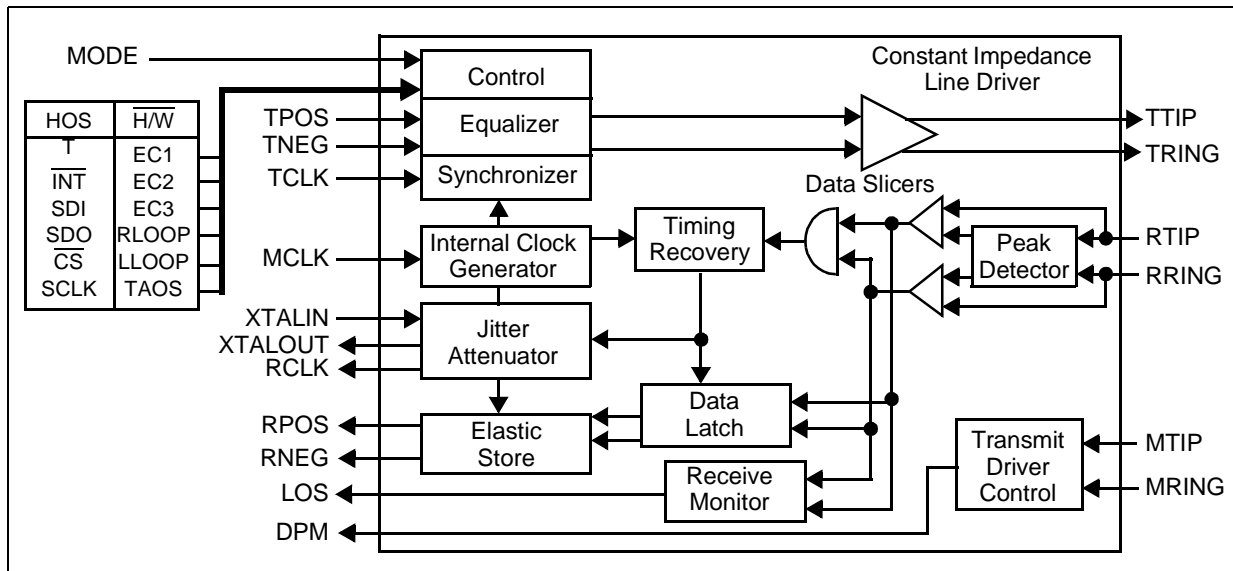 MODE
HOS H/W
T EC1
INT EC2
SDI EC3
SDO RLOOP
CS LLOOP
SCLK TAOS
TPOS
TNEG
TCLK
MCLK
XTALIN
XTALOUT
RCLK
RPOS
RNEG
LOS
DPM
Control
Equalizer
Synchronizer
Internal Clock
Generator
Jitter
Attenuator
Elastic
Store
Timing
Recovery
Data
Latch
Receive
Monitor
Constant Impedance
Line Driver
Data Slicers
Peak
Detector
Transmit
Driver
Control
TTIP
TRING
RTIP
RRING
MTIP
MRING